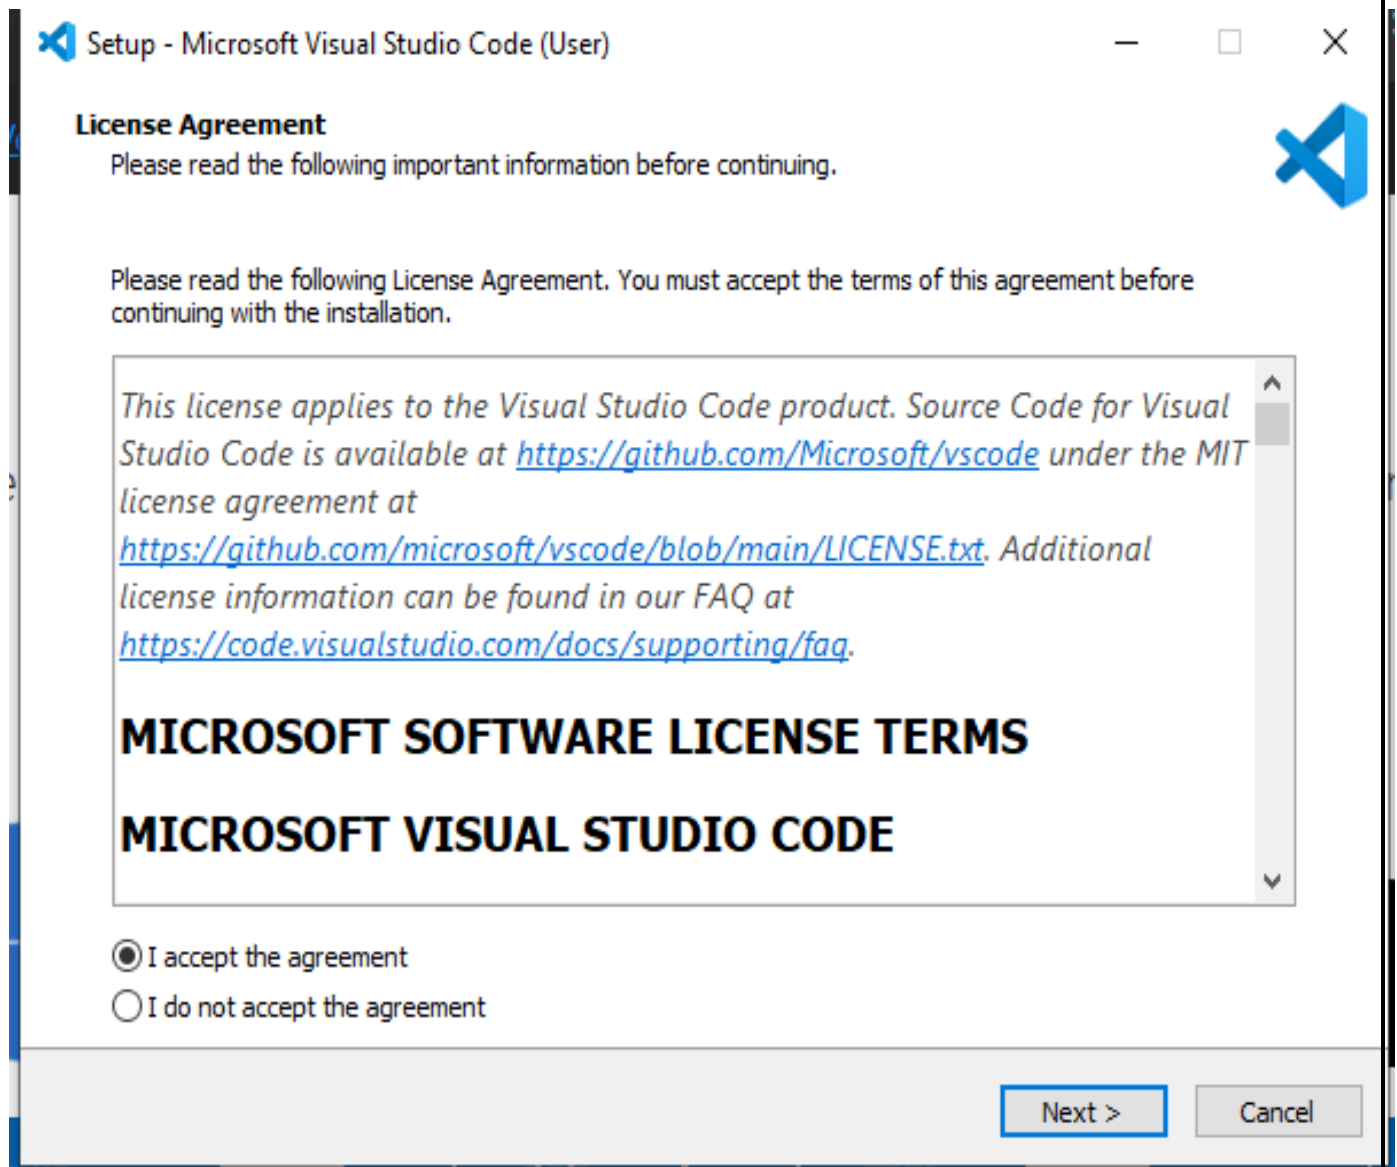 Setup - Microsoft Visual Studio Code (User)
License Agreement
Please read the following important information before continuing.
Please read the following License Agreement. You must accept the terms of this agreement before
continuing with the installation.
This license applies to the Visual Studio Code product. Source Code for Visual
Studio Code is available at https://github.com/Microsoft/vscode under the MIT
license agreement at
https://github.com/microsoft/vscode/blob/main/LICENSE.txt. Additional
license information can be found in our FAQ at
https://code.visualstudio.com/docs/supporting/faq.
MICROSOFT SOFTWARE LICENSE TERMS
MICROSOFT VISUAL STUDIO CODE
I accept the agreement
I do not accept the agreement
Next >
Cancel